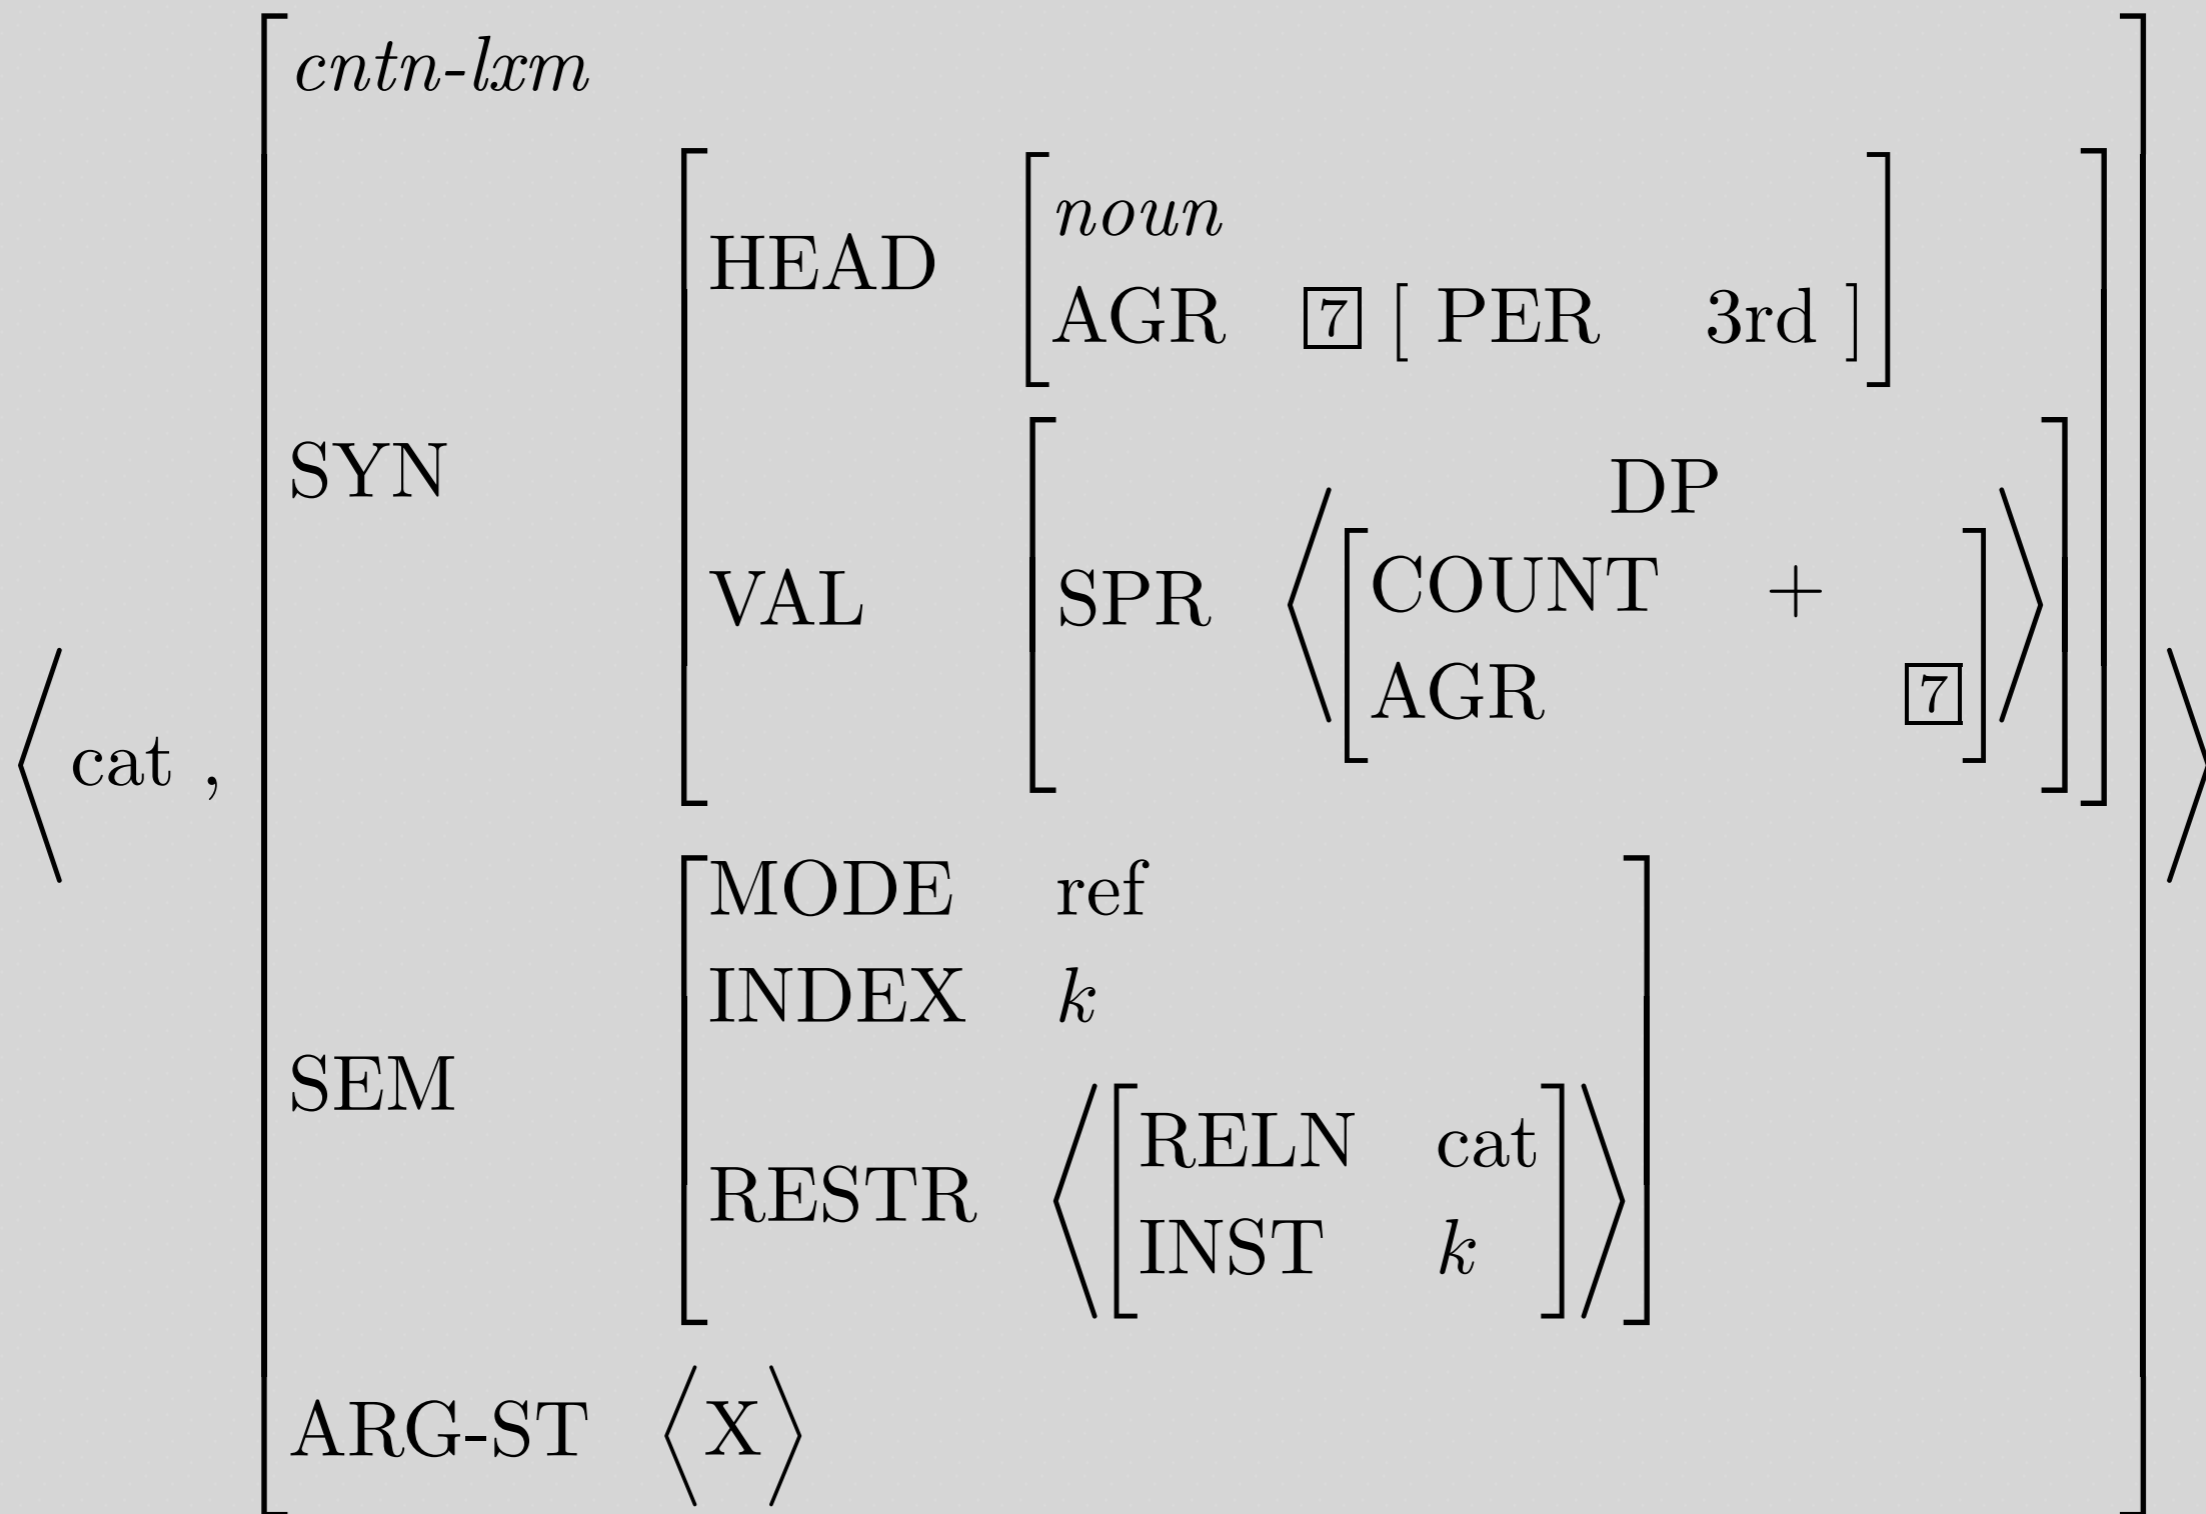 cntn-lxm
noun
HEAD
AGR 7 [ PER 3rd ]
SYN
DP
COUNT +
VAL SPR ⟨ ⟩
AGR 7
⟨ cat , ⟩
MODE ref
INDEX k
SEM
RELN cat
RESTR ⟨ ⟩
INST k
ARG-ST ⟨X⟩